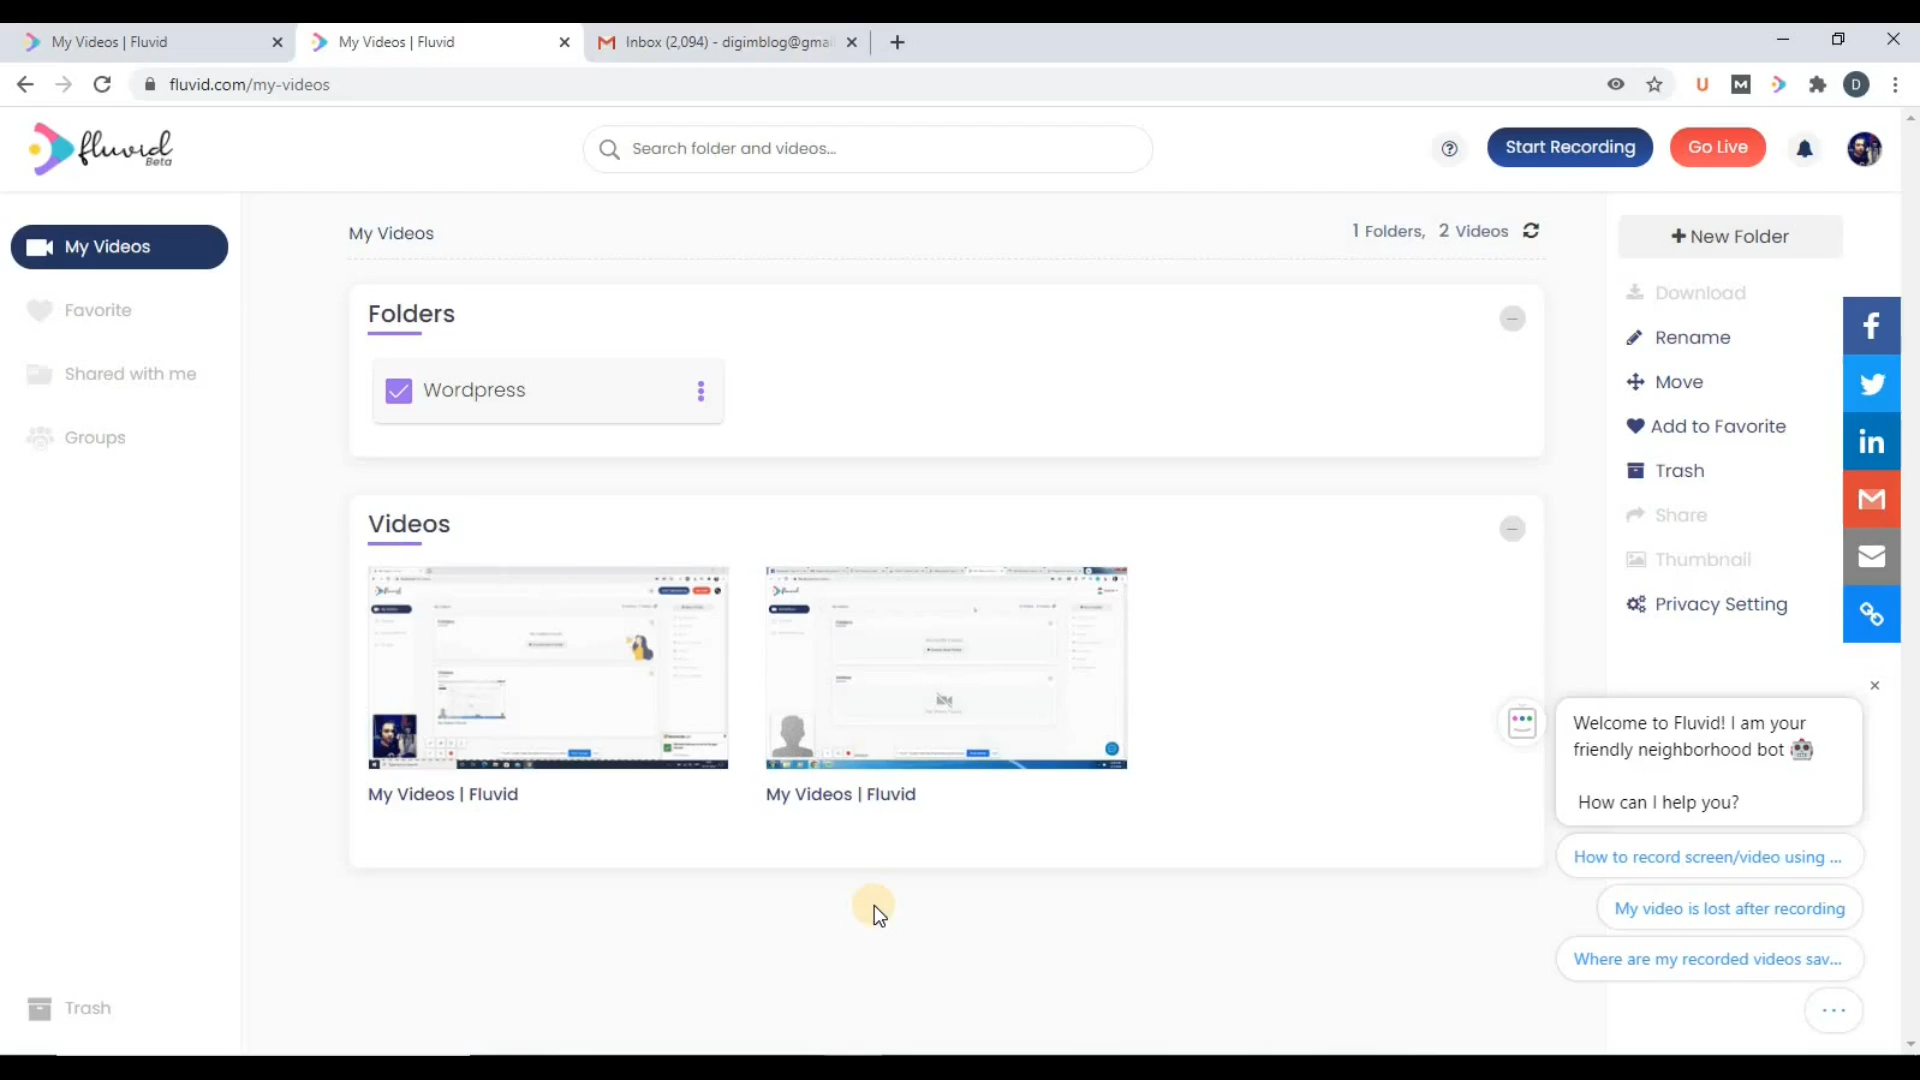 My Videos | Fluvid
My Videos | Fluvid
Inbox (2,094) - digimblog@gmai
fluvid.com/my-videos
U
M
D
fluvid
Beta
Search folder and videos...
Start Recording
Go Live
My Videos
Favorite
Shared with me
Groups
Trash
My Videos
1 Folders, 2 Videos
Folders
Wordpress
Videos
My Videos | Fluvid
My Videos | Fluvid
+ New Folder
Download
Rename
Move
Add to Favorite
Trash
Share
Thumbnail
Privacy Setting
f
in
Welcome to Fluvid! I am your
friendly neighborhood bot 🤖
How can I help you?
How to record screen/video using ...
My video is lost after recording
Where are my recorded videos sav...
...